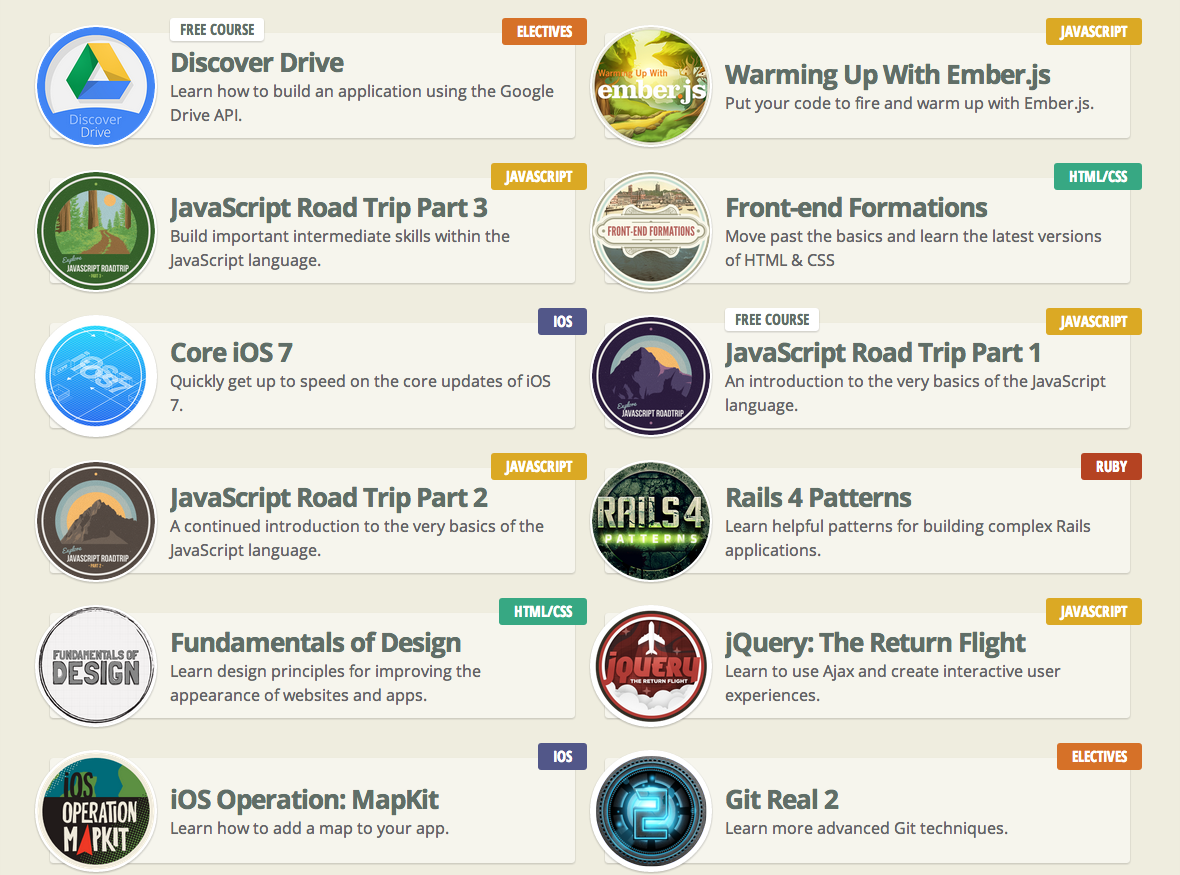 FREE COURSE
ELECTIVES
Discover Drive
Learn how to build an application using the Google
Drive API.
Discover
Drive
JAVASCRIPT
Warming Up With Ember.js
Put your code to fire and warm up with Ember.js.
Warming Up With
ember.js
JAVASCRIPT
JavaScript Road Trip Part 3
Build important intermediate skills within the
JavaScript language.
Explore
JAVASCRIPT ROADTRIP
PART 3
HTML/CSS
Front-end Formations
Move past the basics and learn the latest versions
of HTML & CSS
FRONT-END FORMATIONS
IOS
Core iOS 7
Quickly get up to speed on the core updates of iOS
7.
iOS7
FREE COURSE
JAVASCRIPT
JavaScript Road Trip Part 1
An introduction to the very basics of the JavaScript
language.
Explore
JAVASCRIPT ROADTRIP
JAVASCRIPT
JavaScript Road Trip Part 2
A continued introduction to the very basics of the
JavaScript language.
Explore
JAVASCRIPT ROADTRIP
PART 2
RUBY
Rails 4 Patterns
Learn helpful patterns for building complex Rails
applications.
RAILS 4
PATTERNS
HTML/CSS
Fundamentals of Design
Learn design principles for improving the
appearance of websites and apps.
FUNDAMENTALS OF
DESIGN
JAVASCRIPT
jQuery: The Return Flight
Learn to use Ajax and create interactive user
experiences.
jQUERY
THE RETURN FLIGHT
IOS
iOS Operation: MapKit
Learn how to add a map to your app.
iOS
OPERATION
MAPKIT
ELECTIVES
Git Real 2
Learn more advanced Git techniques.
2